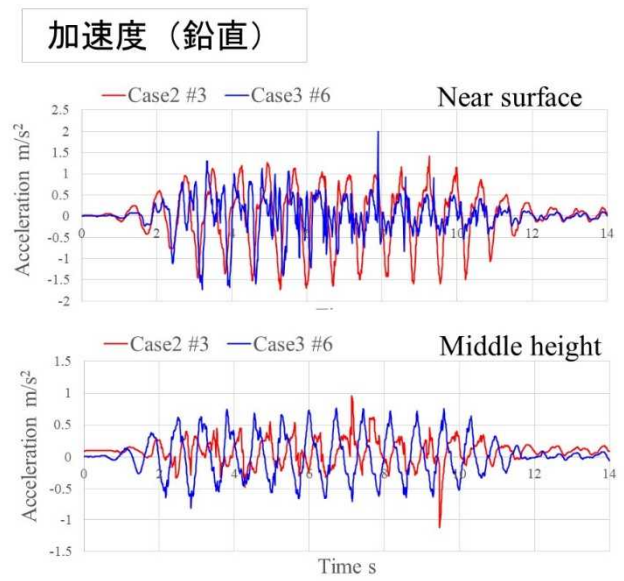 加速度（鉛直）
Case2 #3 Case3 #6 Near surface
2.5
2
1.5
1
0.5
0
-0.5
-1
-1.5
-2
Acceleration m/s²
0 2 4 6 8 10 12 14
Case2 #3 Case3 #6 Middle height
1.5
1
0.5
0
-0.5
-1
-1.5
Acceleration m/s²
0 2 4 6 8 10 12 14
Time s